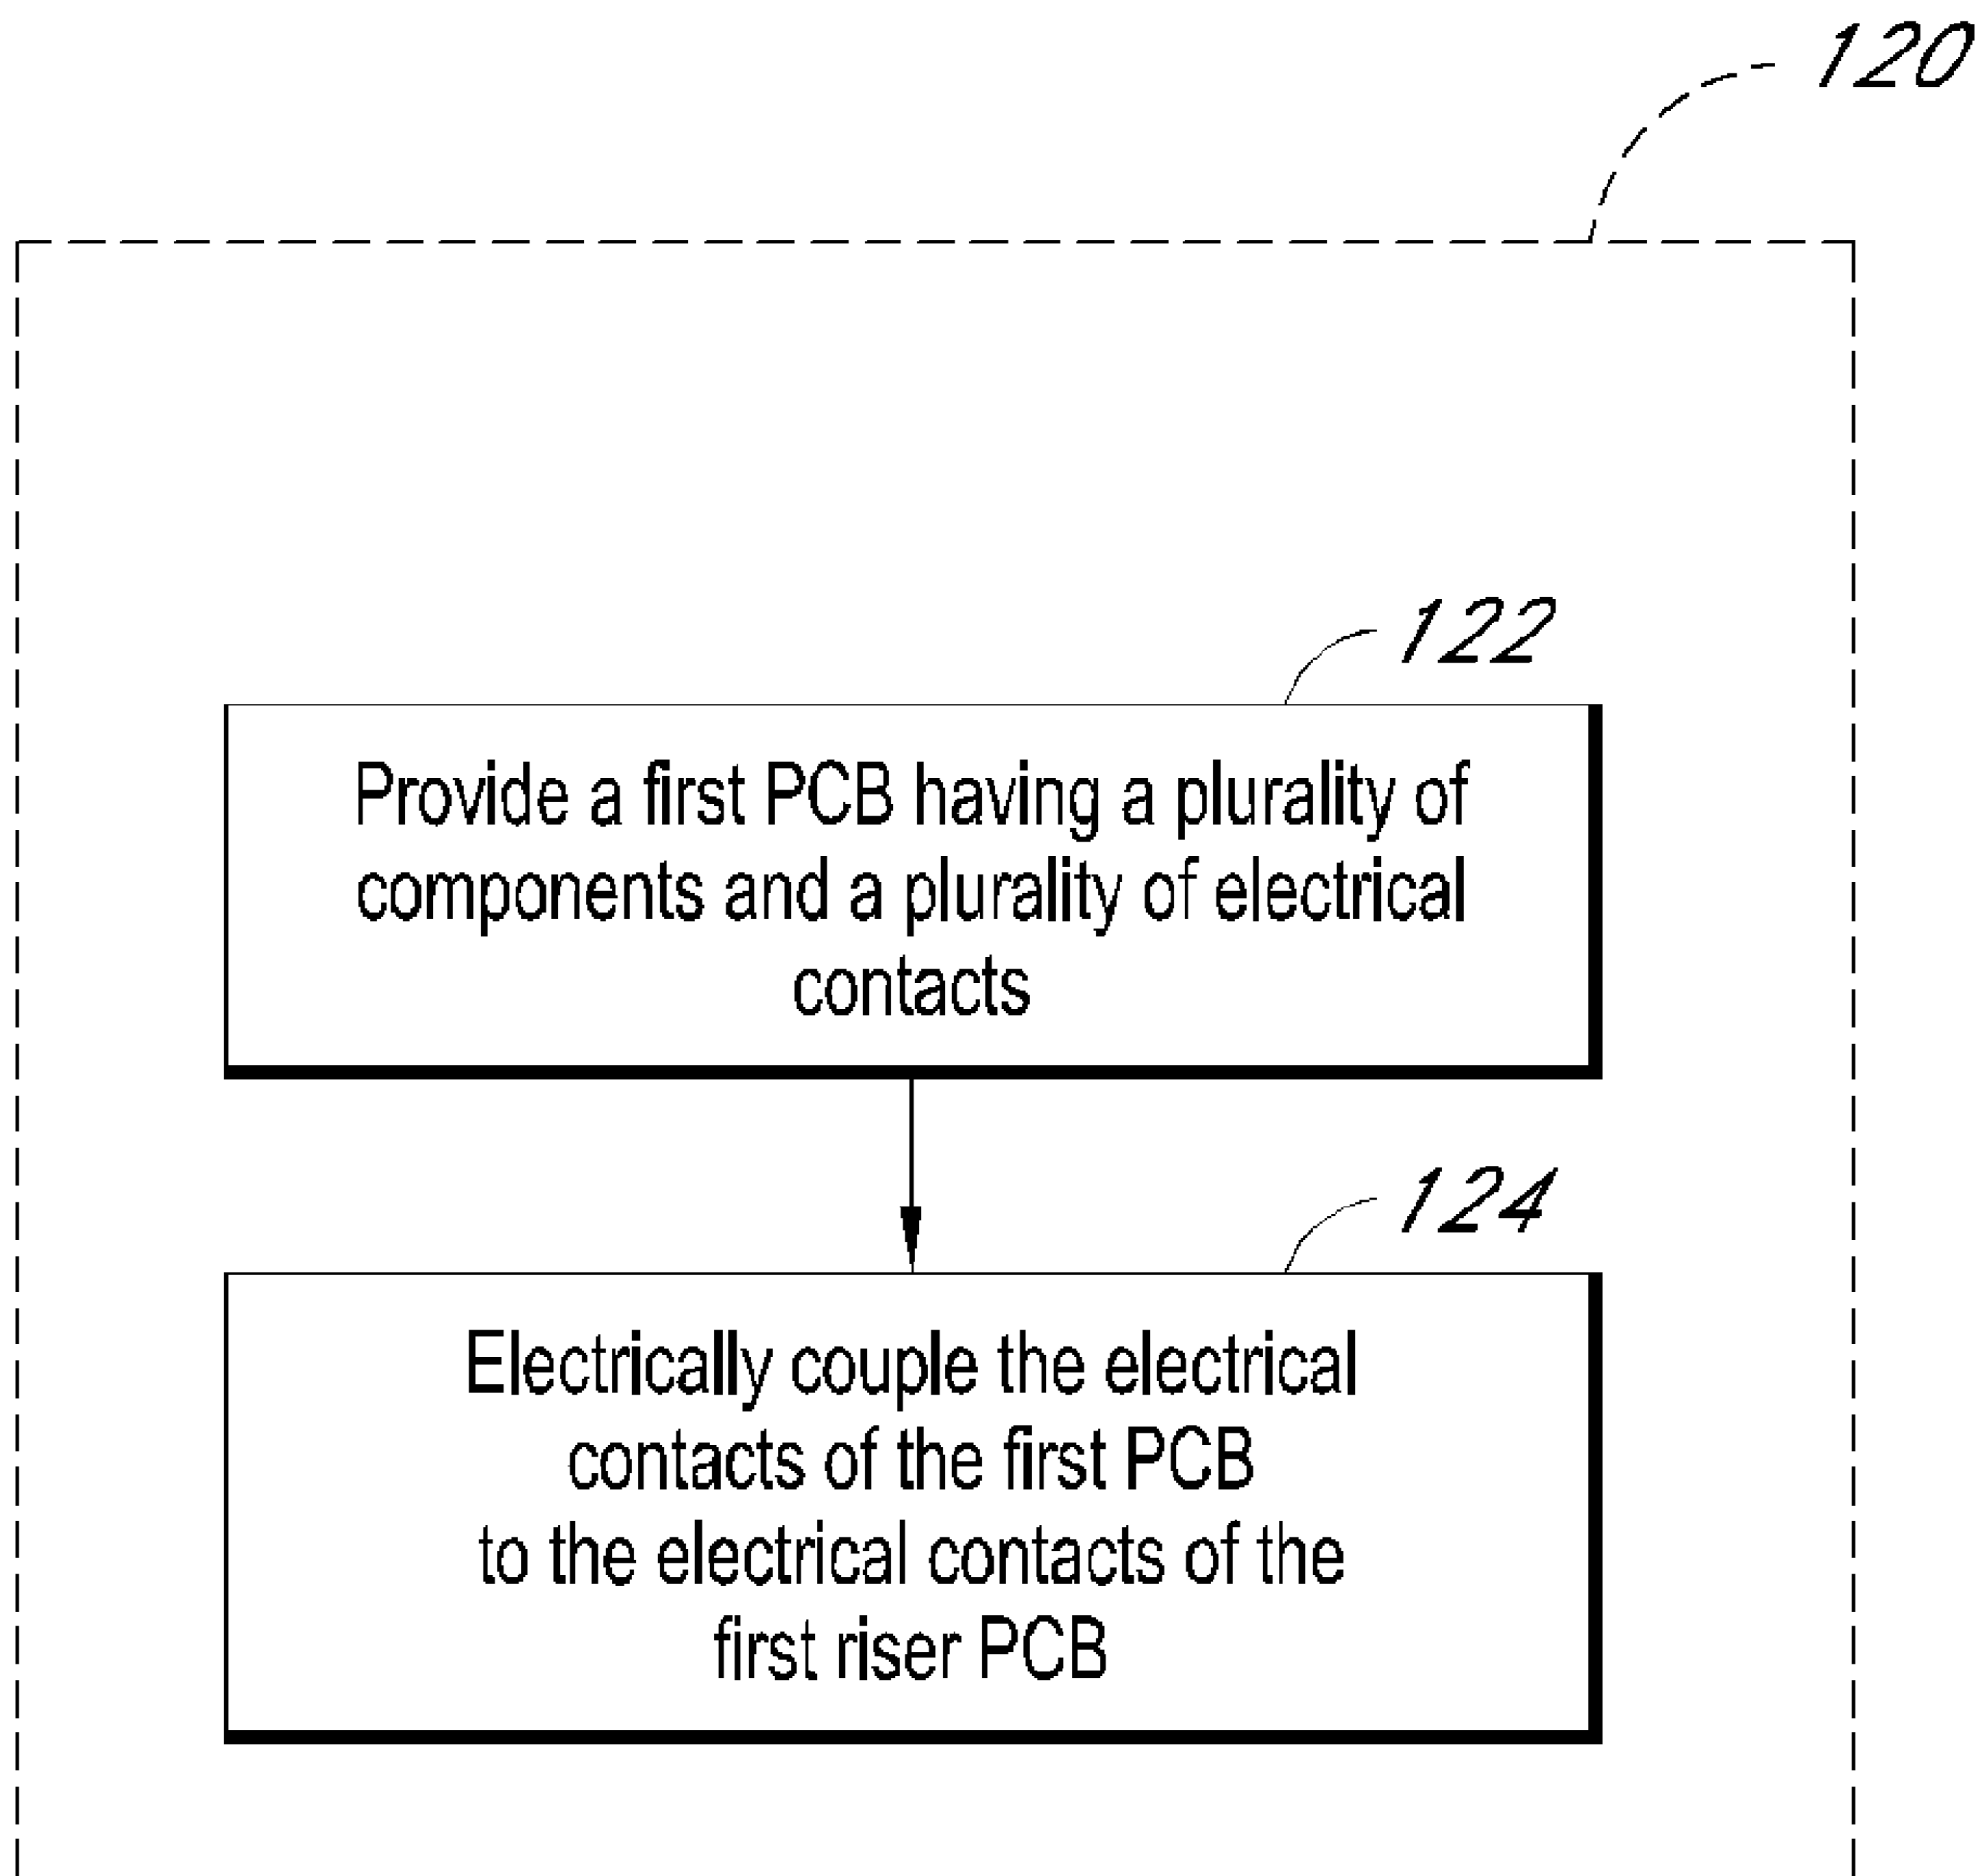 120
122
Provide a first PCB having a plurality of
components and a plurality of electrical
contacts
124
Electrically couple the electrical
contacts of the first PCB
to the electrical contacts of the
first riser PCB